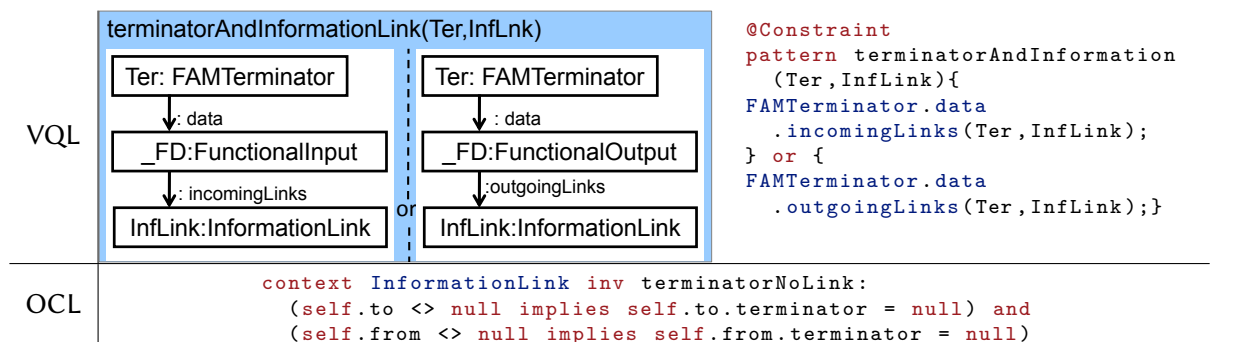 VQL
terminatorAndInformationLink(Ter,InfLnk)
Ter: FAMTerminator
: data
_FD:FunctionalInput
: incomingLinks
InfLink:InformationLink
or
Ter: FAMTerminator
: data
_FD:FunctionalOutput
:outgoingLinks
InfLink:InformationLink
@Constraint
pattern terminatorAndInformation
(Ter,InfLink){
FAMTerminator.data
.incomingLinks(Ter,InfLink);
} or {
FAMTerminator.data
.outgoingLinks(Ter,InfLink);}
OCL
context InformationLink inv terminatorNoLink:
(self.to <> null implies self.to.terminator = null) and
(self.from <> null implies self.from.terminator = null)